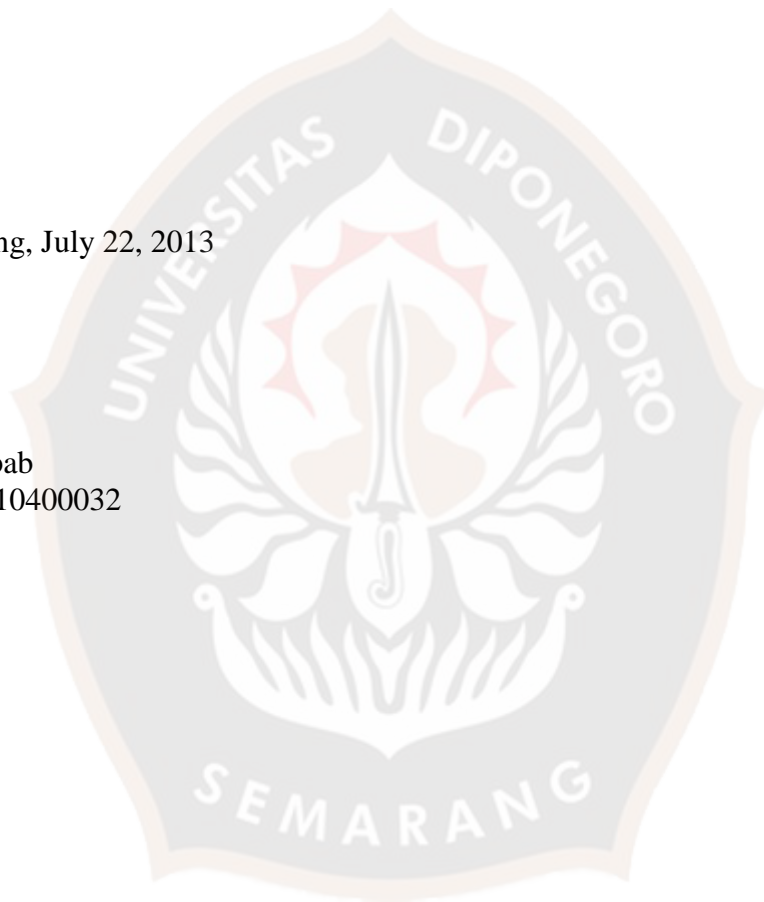 UNIVERSITAS DIPONEGORO
ng, July 22, 2013
bab
10400032
SEMARANG